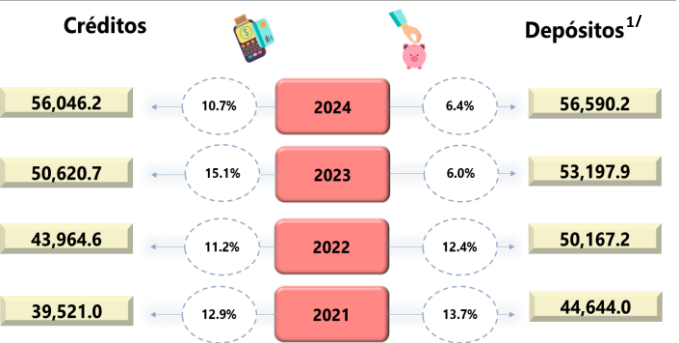 Créditos
Depósitos 1/
56,046.2 10.7% 2024 6.4% 56,590.2
50,620.7 15.1% 2023 6.0% 53,197.9
43,964.6 11.2% 2022 12.4% 50,167.2
39,521.0 12.9% 2021 13.7% 44,644.0